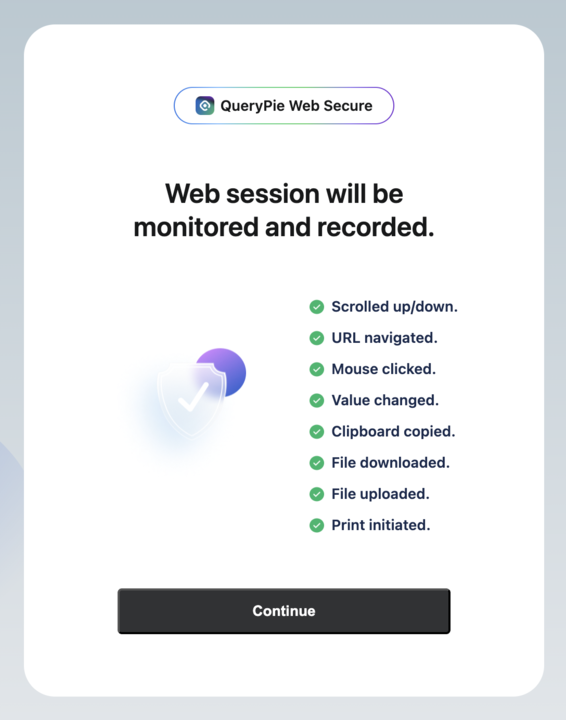 QueryPie Web Secure
Web session will be
monitored and recorded.
Scrolled up/down.
URL navigated.
Mouse clicked.
Value changed.
Clipboard copied.
File downloaded.
File uploaded.
Print initiated.
Continue